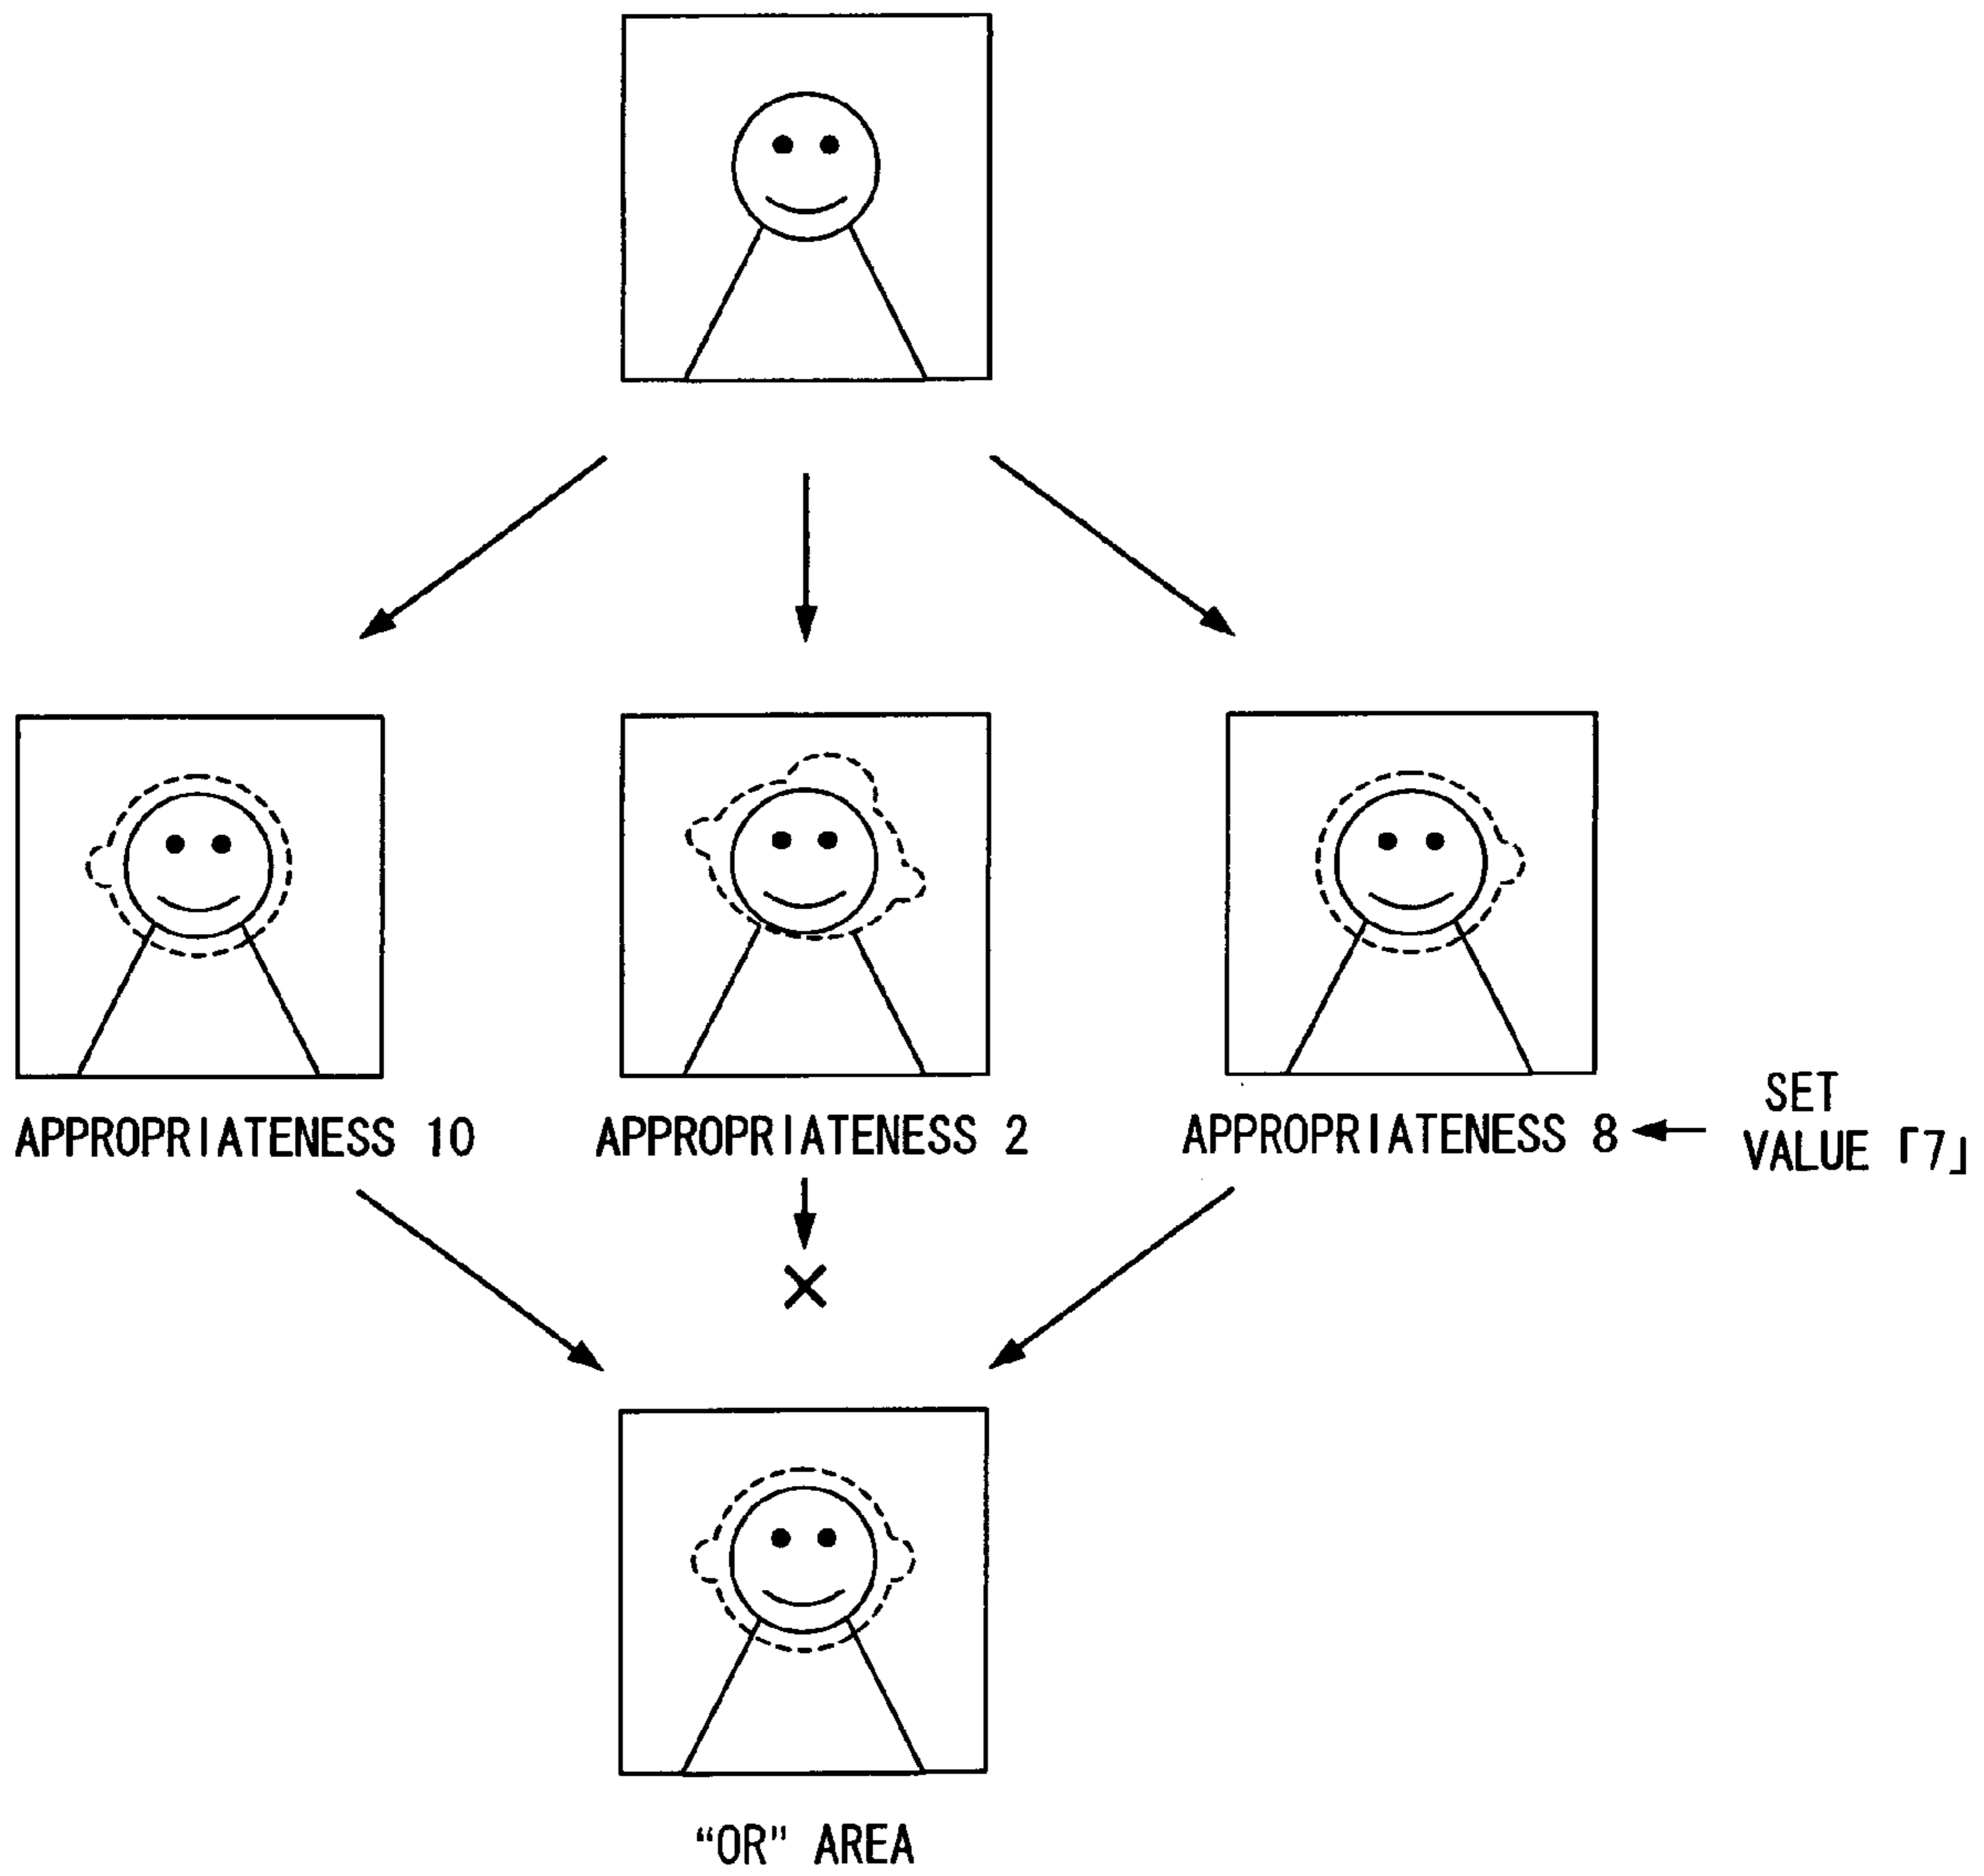 APPROPRIATENESS 10
APPROPRIATENESS 2
APPROPRIATENESS 8
SET
VALUE「7」
“OR” AREA